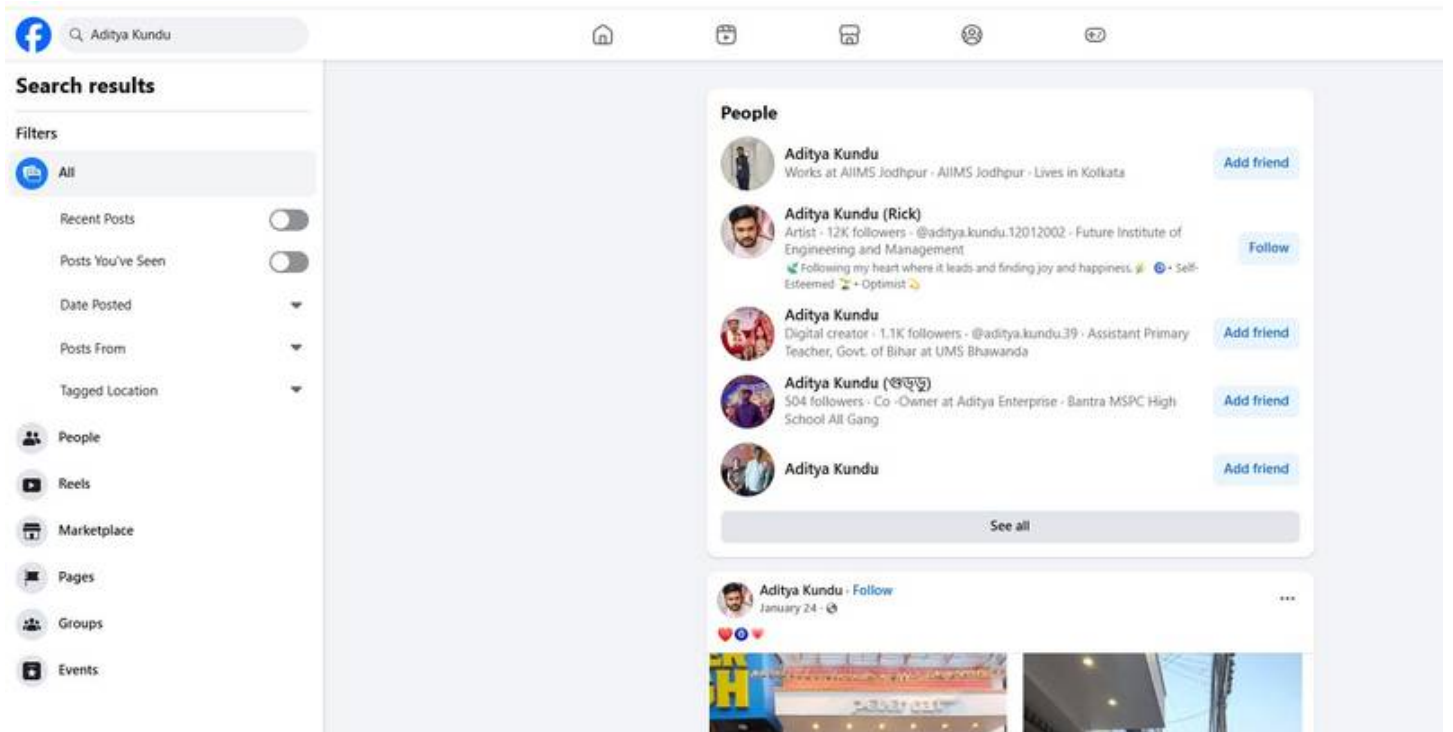 Aditya Kundu
Search results
Filters
All
Recent Posts
Posts You've Seen
Date Posted
Posts From
Tagged Location
People
Reels
Marketplace
Pages
Groups
Events
People
Aditya Kundu
Works at AIIMS Jodhpur · AIIMS Jodhpur · Lives in Kolkata
Add friend
Aditya Kundu (Rick)
Artist · 12K followers · @aditya.kundu.12012002 · Future Institute of
Engineering and Management
🌿Following my heart where it leads and finding joy and happiness.🌾 🧿• Self-
Esteemed 🏝️• Optimist 💫
Follow
Aditya Kundu
Digital creator · 1.1K followers · @aditya.kundu.39 · Assistant Primary
Teacher, Govt. of Bihar at UMS Bhawanda
Add friend
Aditya Kundu (গুড্ডু)
504 followers · Co -Owner at Aditya Enterprise · Bantra MSPC High
School All Gang
Add friend
Aditya Kundu
Add friend
See all
Aditya Kundu · Follow
January 24 ·
❤️🧿💗
PETER CAT